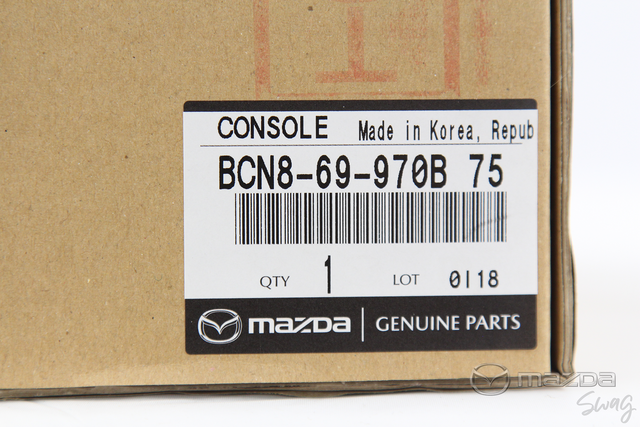 CONSOLE Made in Korea, Repub
BCN8-69-970B 75
QTY 1 LOT 0118
mazda GENUINE PARTS
mazda
Swag